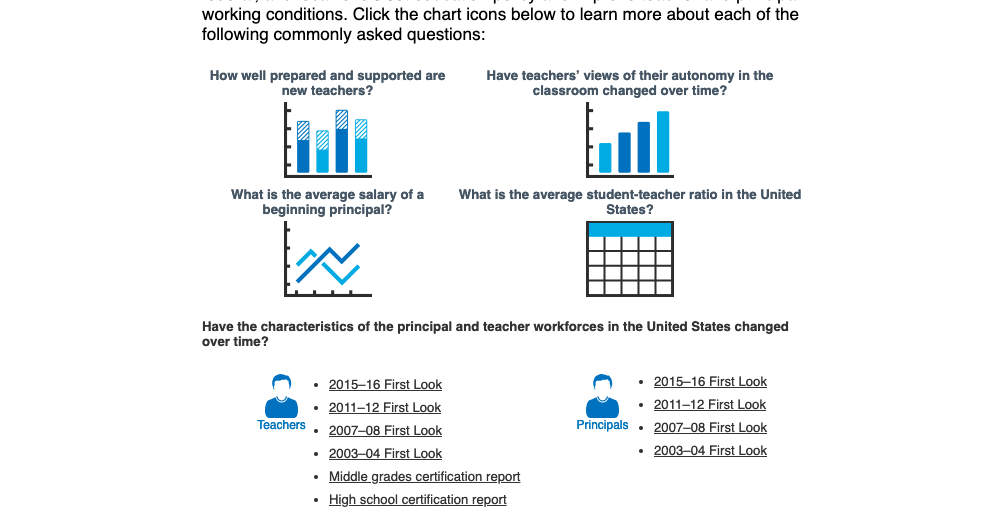 working conditions. Click the chart icons below to learn more about each of the
following commonly asked questions:
How well prepared and supported are
new teachers?
Have teachers’ views of their autonomy in the
classroom changed over time?
What is the average salary of a
beginning principal?
What is the average student-teacher ratio in the United
States?
Have the characteristics of the principal and teacher workforces in the United States changed
over time?
Teachers
• 2015–16 First Look
• 2011–12 First Look
• 2007–08 First Look
• 2003–04 First Look
• Middle grades certification report
• High school certification report
Principals
• 2015–16 First Look
• 2011–12 First Look
• 2007–08 First Look
• 2003–04 First Look